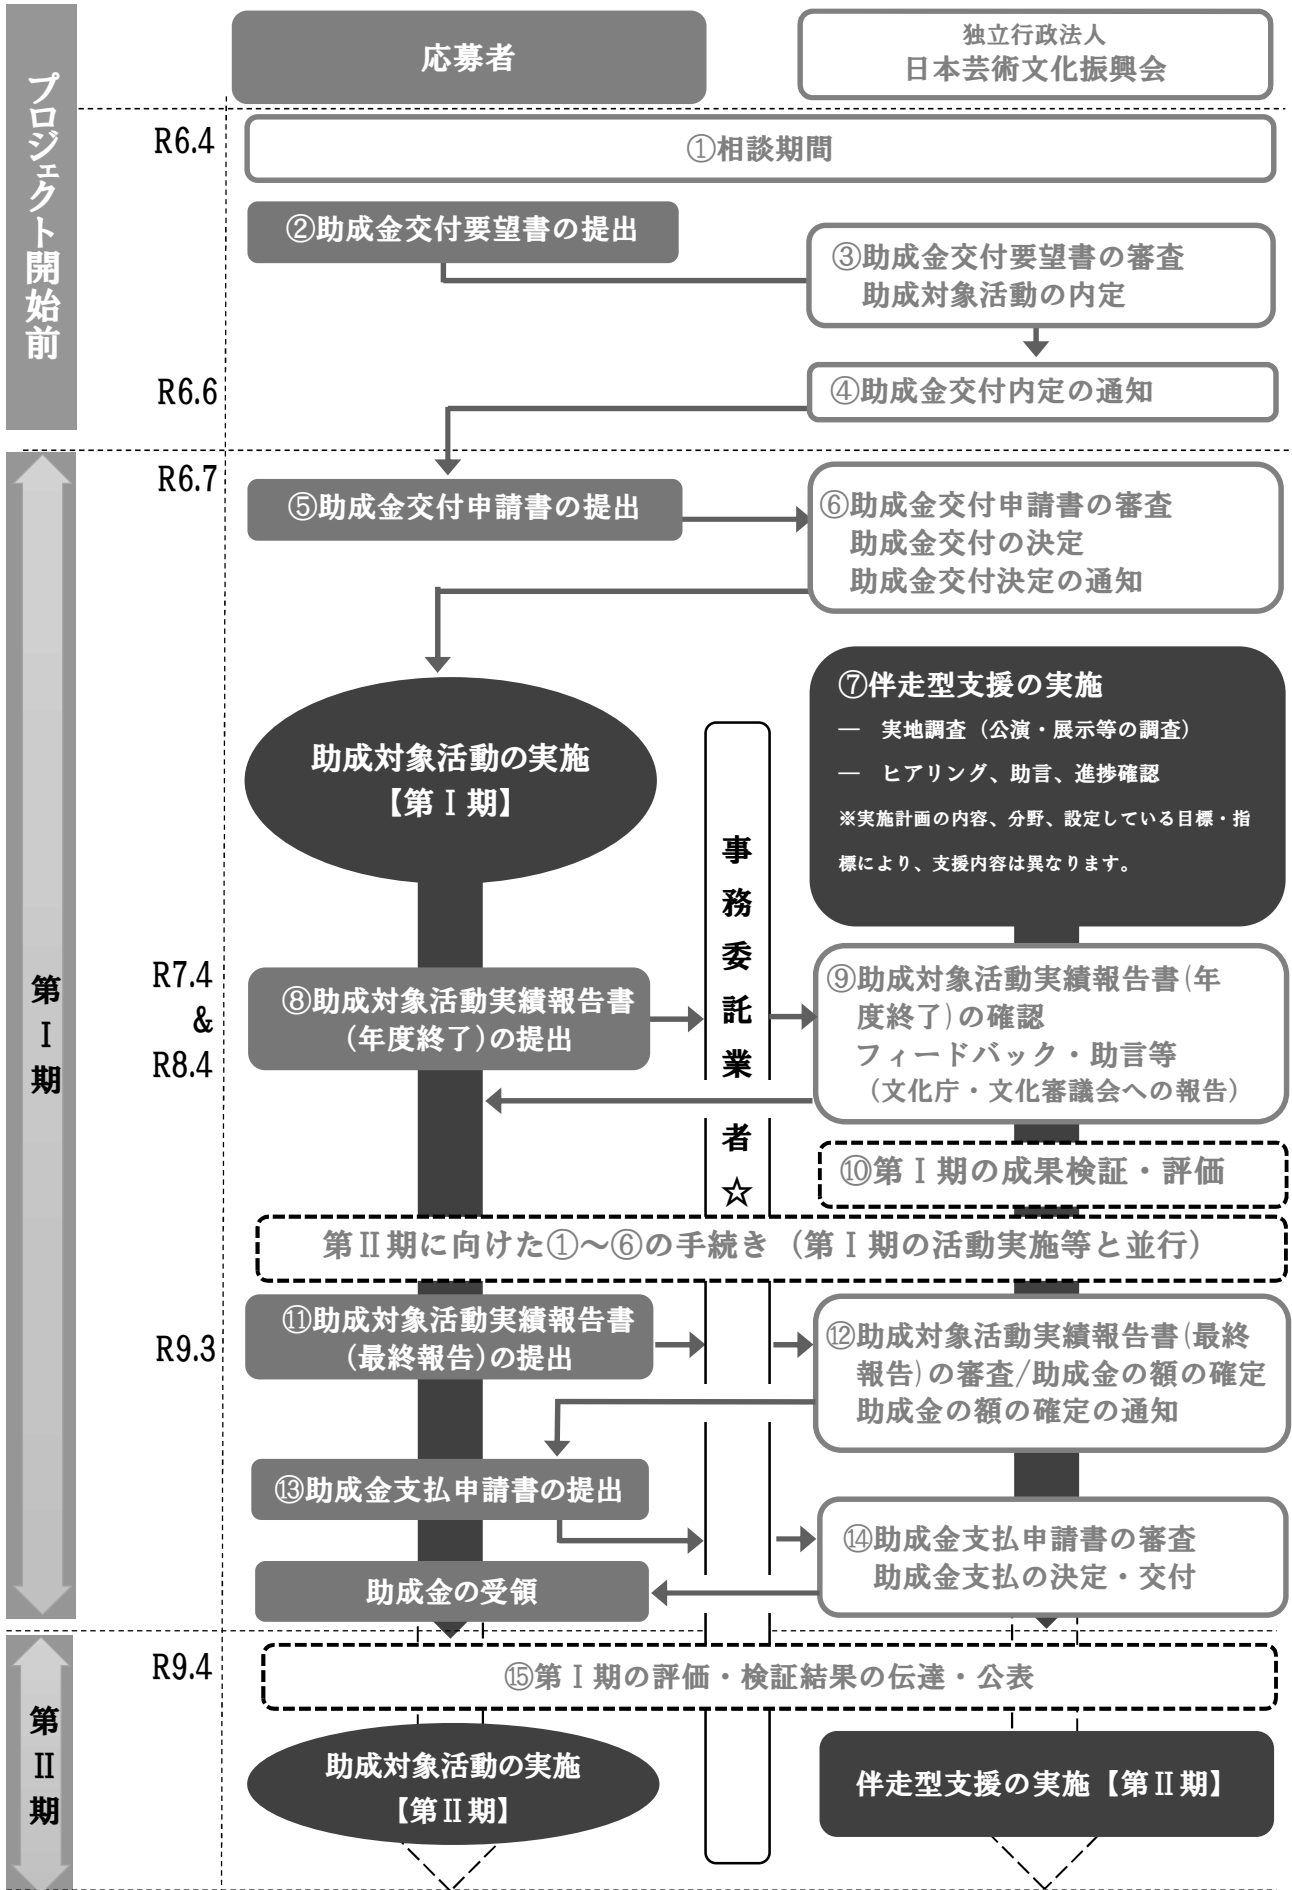 応募者
独立行政法人
日本芸術文化振興会
プロジェクト開始前
R6.4
①相談期間
②助成金交付要望書の提出
③助成金交付要望書の審査
助成対象活動の内定
R6.6
④助成金交付内定の通知
第Ⅰ期
R6.7
⑤助成金交付申請書の提出
⑥助成金交付申請書の審査
助成金交付の決定
助成金交付決定の通知
助成対象活動の実施
【第Ⅰ期】
事務委託業者☆
⑦伴走型支援の実施
― 実地調査（公演・展示等の調査）
― ヒアリング、助言、進捗確認
※実施計画の内容、分野、設定している目標・指
標により、支援内容は異なります。
R7.4
&
R8.4
⑧助成対象活動実績報告書
(年度終了)の提出
⑨助成対象活動実績報告書(年
度終了)の確認
フィードバック・助言等
（文化庁・文化審議会への報告）
⑩第Ⅰ期の成果検証・評価
第Ⅱ期に向けた①～⑥の手続き（第Ⅰ期の活動実施等と並行）
R9.3
⑪助成対象活動実績報告書
(最終報告)の提出
⑫助成対象活動実績報告書(最終
報告)の審査/助成金の額の確定
助成金の額の確定の通知
⑬助成金支払申請書の提出
⑭助成金支払申請書の審査
助成金支払の決定・交付
助成金の受領
第Ⅱ期
R9.4
⑮第Ⅰ期の評価・検証結果の伝達・公表
助成対象活動の実施
【第Ⅱ期】
伴走型支援の実施【第Ⅱ期】